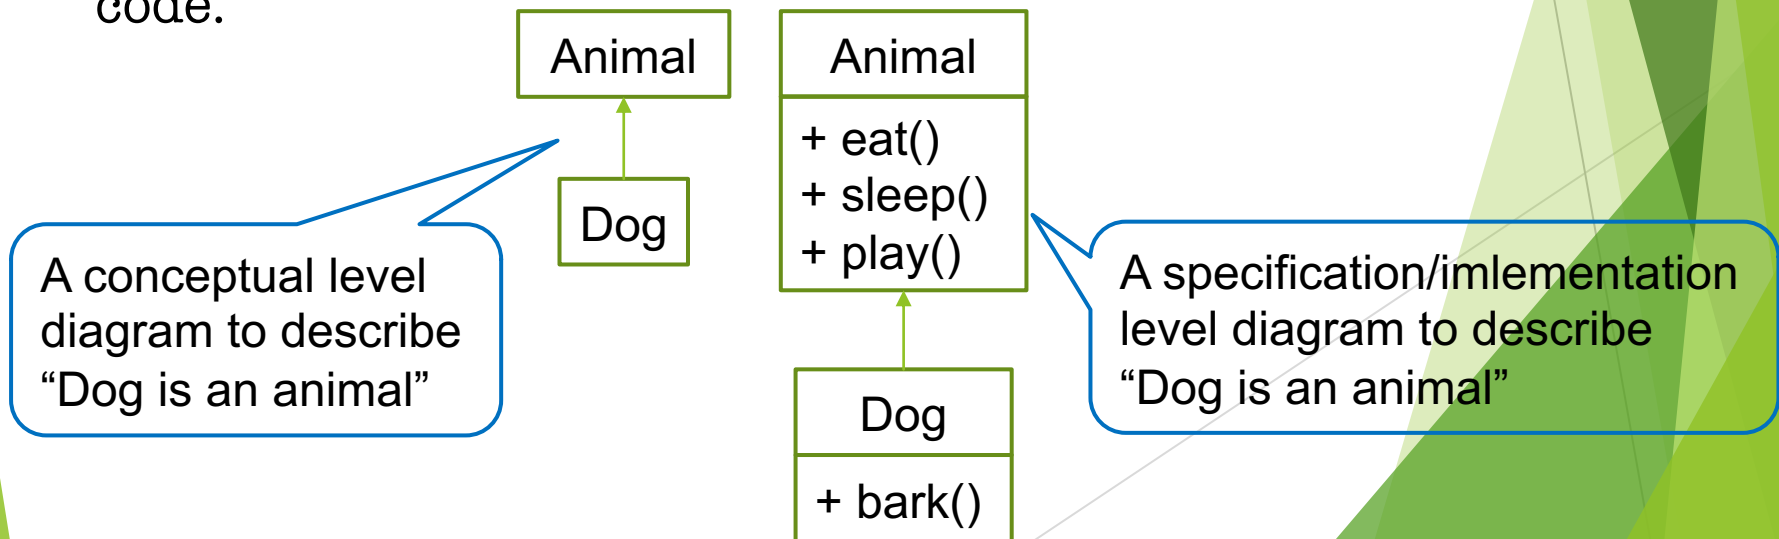 code.
Animal
Dog
A conceptual level
diagram to describe
“Dog is an animal”
Animal
+ eat()
+ sleep()
+ play()
Dog
+ bark()
A specification/imlementation
level diagram to describe
“Dog is an animal”